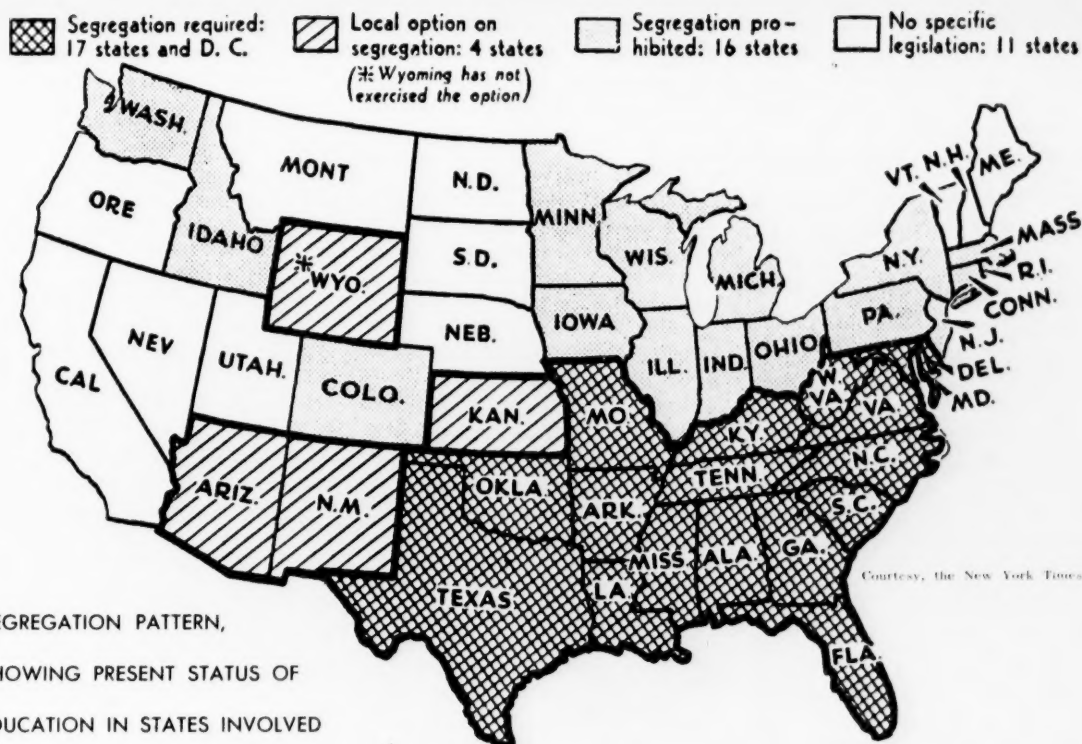 Segregation required:
17 states and D. C.
Local option on
segregation: 4 states
(※ Wyoming has not
exercised the option)
Segregation pro-
hibited: 16 states
No specific
legislation: 11 states
WASH.
MONT
N.D.
MINN
VT.
N.H.
ME.
ORE
IDAHO
※WYO.
S.D.
WIS.
MICH.
N.Y.
MASS
R.I.
CONN.
NEV
UTAH.
COLO.
NEB.
IOWA
ILL.
IND.
OHIO
PA.
N.J.
DEL.
MD.
CAL
KAN.
MO.
KY.
W.
VA.
VA.
ARIZ.
N.M.
OKLA.
ARK.
TENN.
N.C.
S.C.
TEXAS
LA.
MISS.
ALA.
GA.
FLA.
Courtesy, the New York Times
EGREGATION PATTERN,
HOWING PRESENT STATUS OF
DUCATION IN STATES INVOLVED